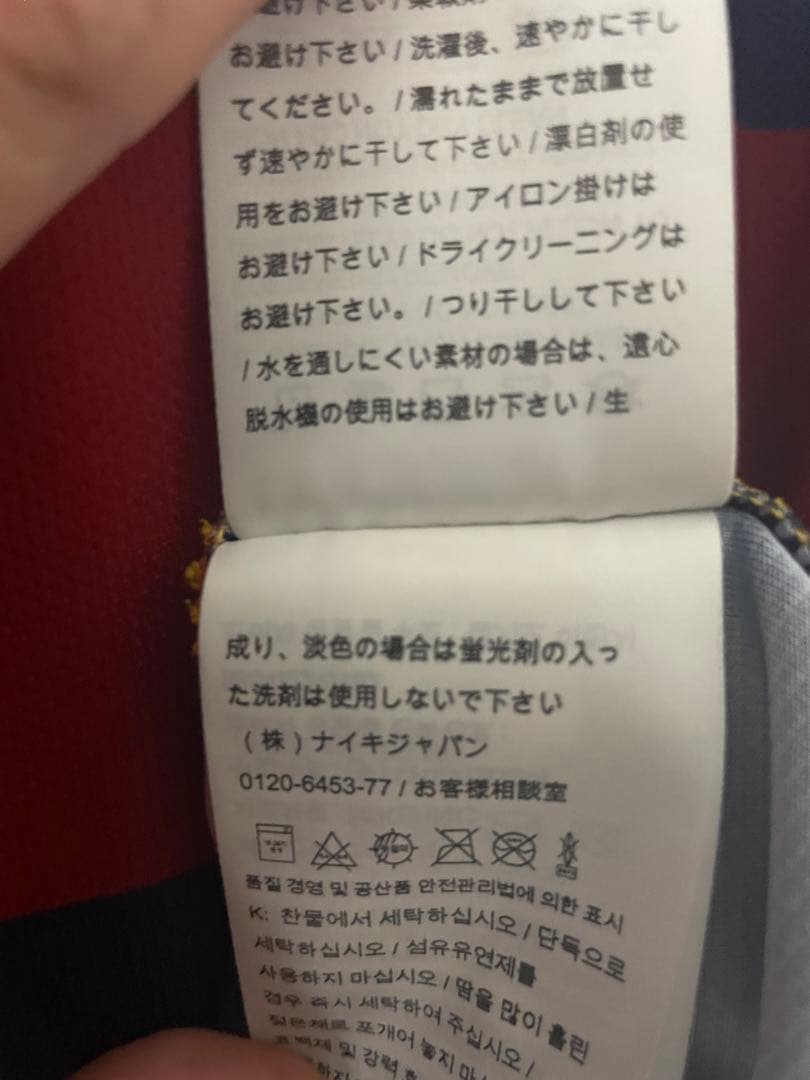 お避け下さい / 洗濯後、速やかに干し
てください。 / 濡れたままで放置せ
ず速やかに干して下さい / 漂白剤の使
用をお避け下さい / アイロン掛けは
お避け下さい / ドライクリーニングは
お避け下さい。 / つり干しして下さい
/ 水を通しにくい素材の場合は、遠心
脱水機の使用はお避け下さい / 生
成り、淡色の場合は蛍光剤の入っ
た洗剤は使用しないで下さい
(株)ナイキジャパン
0120-6453-77 / お客様相談室
품질 경영 및 공산품 안전관리법에 의한 표시
K: 찬물에서 세탁하십시오 / 단독으로
세탁하십시오 / 섬유유연제를
사용하지 마십시오 / 땀을 많이 흘린
경우 즉시 세탁하여 주십시오 /
젖은채로 포개어 놓지
및 강력